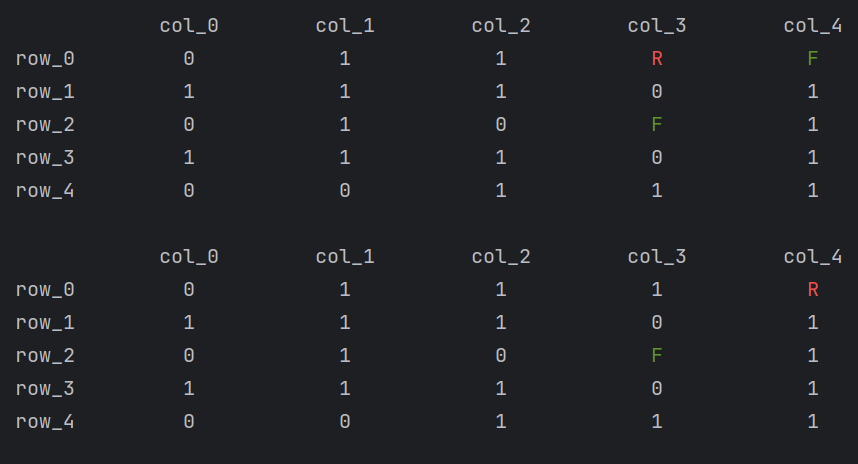 col_0 col_1 col_2 col_3 col_4
row_0 0 1 1 R F
row_1 1 1 1 0 1
row_2 0 1 0 F 1
row_3 1 1 1 0 1
row_4 0 0 1 1 1
col_0 col_1 col_2 col_3 col_4
row_0 0 1 1 1 R
row_1 1 1 1 0 1
row_2 0 1 0 F 1
row_3 1 1 1 0 1
row_4 0 0 1 1 1